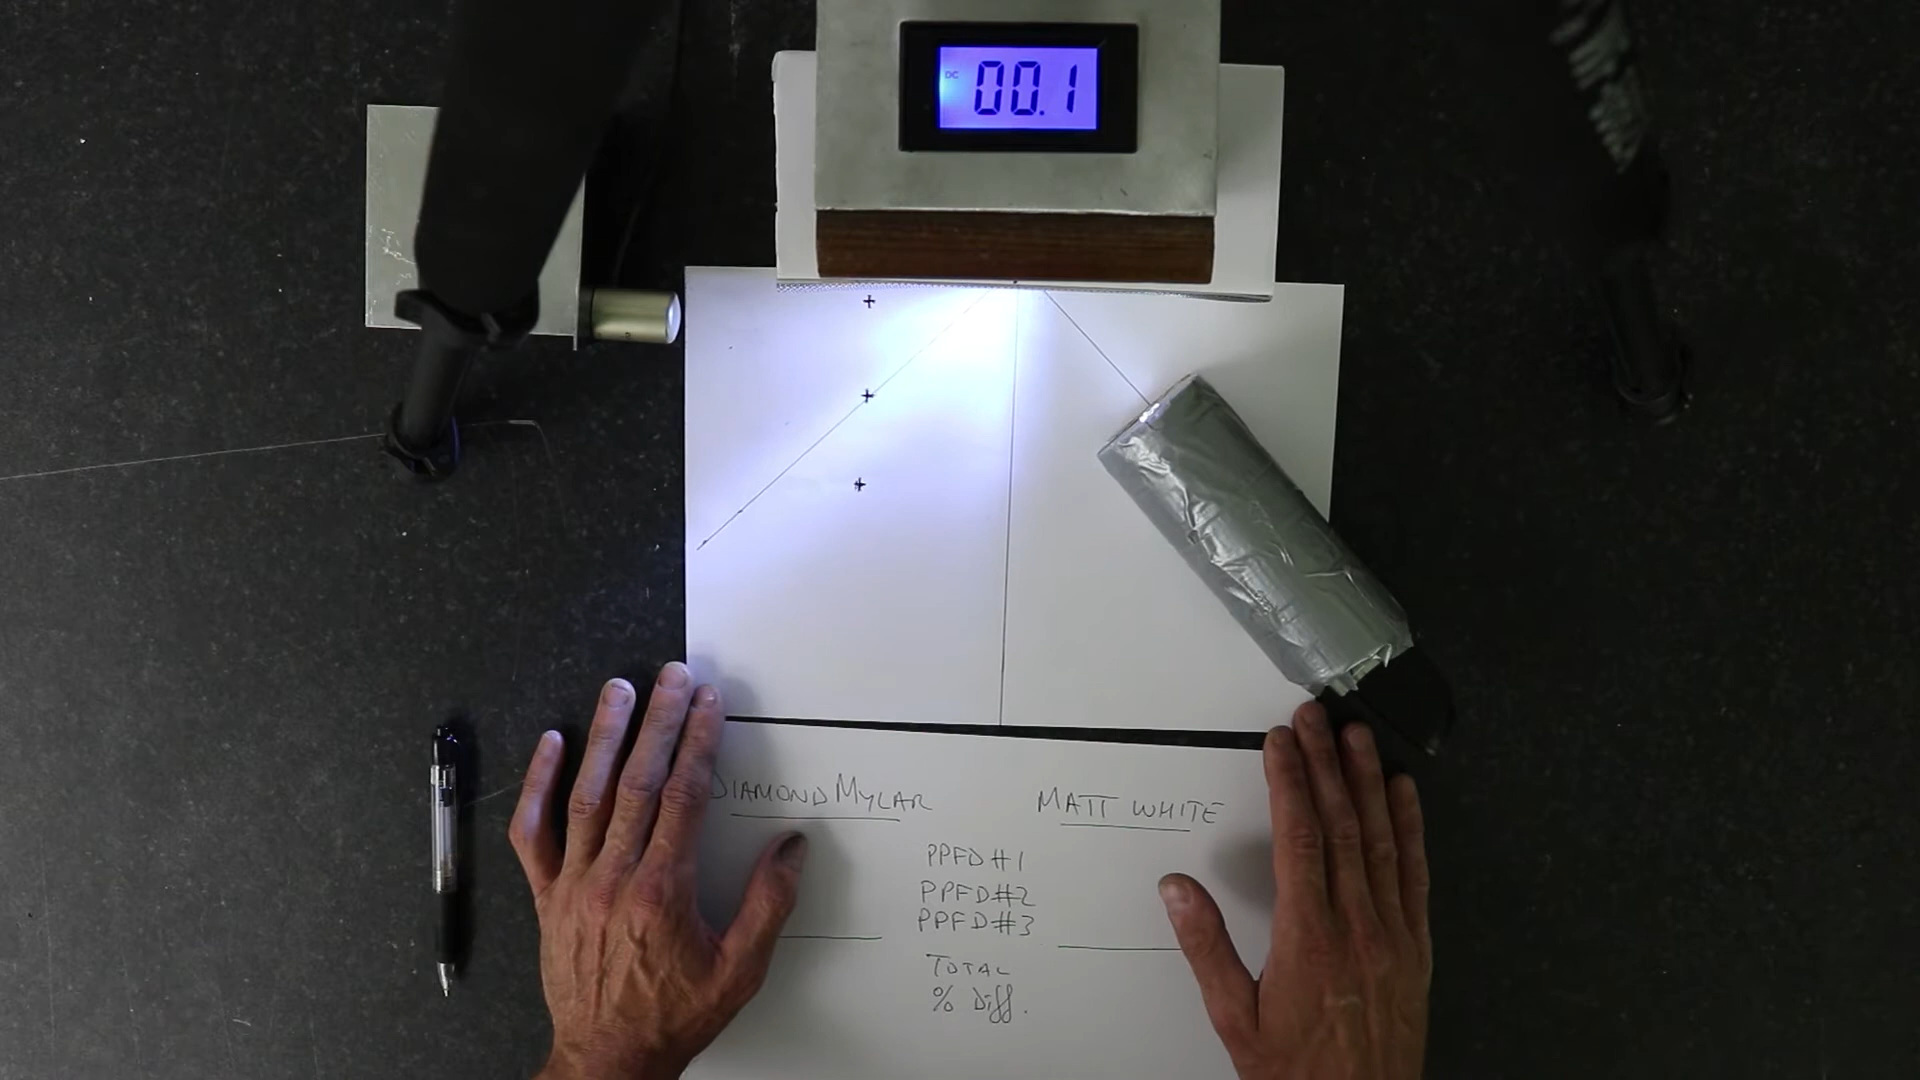 DC 00.1
DIAMOND MYLAR MATT WHITE
PPFD #1
PPFD #2
PPFD #3
TOTAL
% Diff.